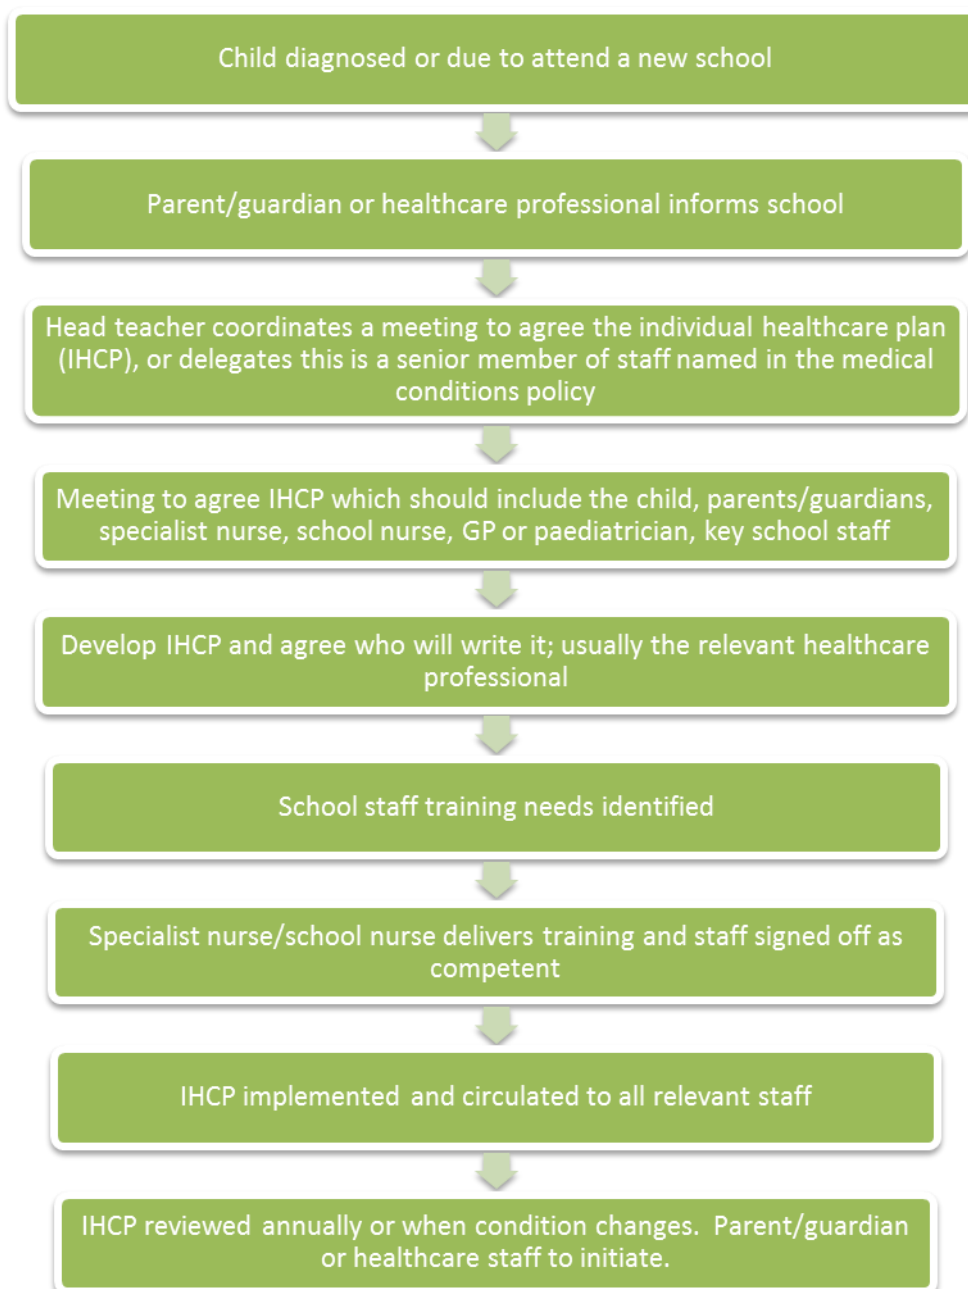 Child diagnosed or due to attend a new school
Parent/guardian or healthcare professional informs school
Head teacher coordinates a meeting to agree the individual healthcare plan
(IHCP), or delegates this is a senior member of staff named in the medical
conditions policy
Meeting to agree IHCP which should include the child, parents/guardians,
specialist nurse, school nurse, GP or paediatrician, key school staff
Develop IHCP and agree who will write it; usually the relevant healthcare
professional
School staff training needs identified
Specialist nurse/school nurse delivers training and staff signed off as
competent
IHCP implemented and circulated to all relevant staff
IHCP reviewed annually or when condition changes. Parent/guardian
or healthcare staff to initiate.